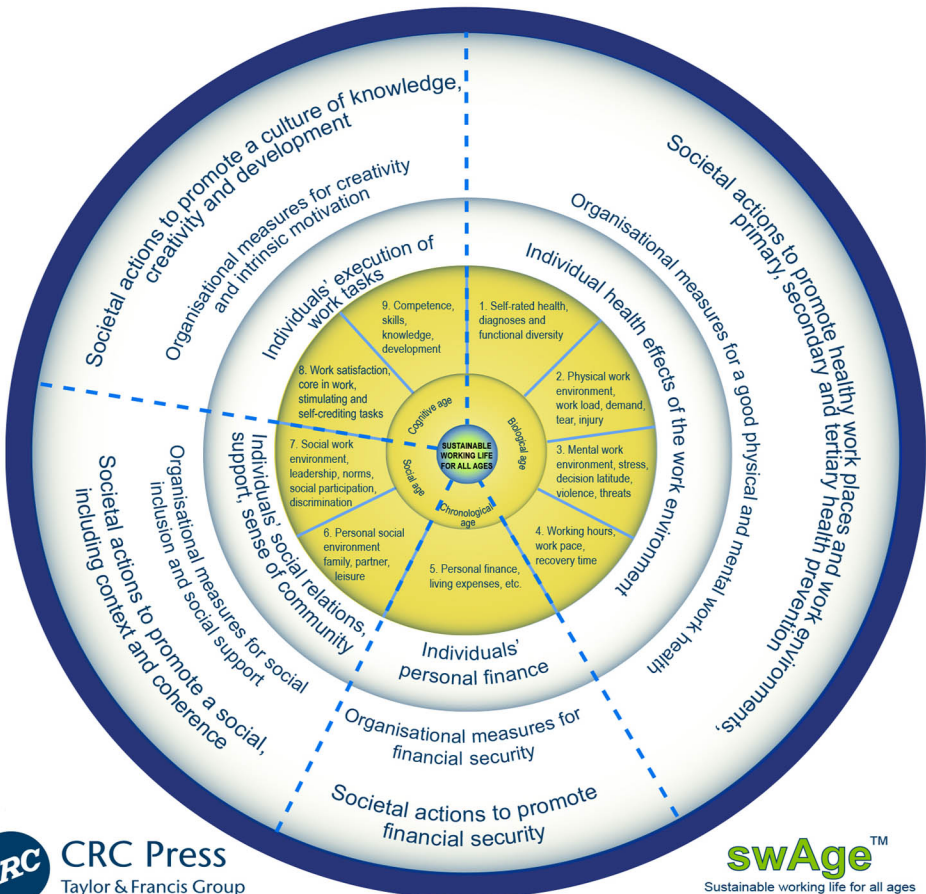 Societal actions to promote a culture of knowledge,
creativity and development
Organisational measures for creativity
and intrinsic motivation
Individuals' execution of
work tasks
Societal actions to promote healthy work places and work environments,
primary, secondary and tertiary health prevention
Organisational measures for a good physical and mental work health
Individual health effects of the work environment
9. Competence,
skills,
knowledge,
development
1. Self-rated health,
diagnoses and
functional diversity
8. Work satisfaction,
core in work,
stimulating and
self-crediting tasks
2. Physical work
environment,
work load, demand,
tear, injury
7. Social work
environment,
leadership, norms,
social participation,
discrimination
3. Mental work
environment, stress,
decision latitude,
violence, threats
6. Personal social
environment
family, partner,
leisure
4. Working hours,
work pace,
recovery time
5. Personal finance,
living expenses, etc.
Cognitive age
Biological age
Social age
Chronological
age
SUSTAINABLE
WORKING LIFE
FOR ALL AGES
Individuals' social relations,
support, sense of community
Organisational measures for social
inclusion and social support
Societal actions to promote a social,
including context and coherence
Individuals'
personal finance
Organisational measures for
financial security
Societal actions to promote
financial security
CRC
CRC Press
Taylor & Francis Group
swAge™
Sustainable working life for all ages